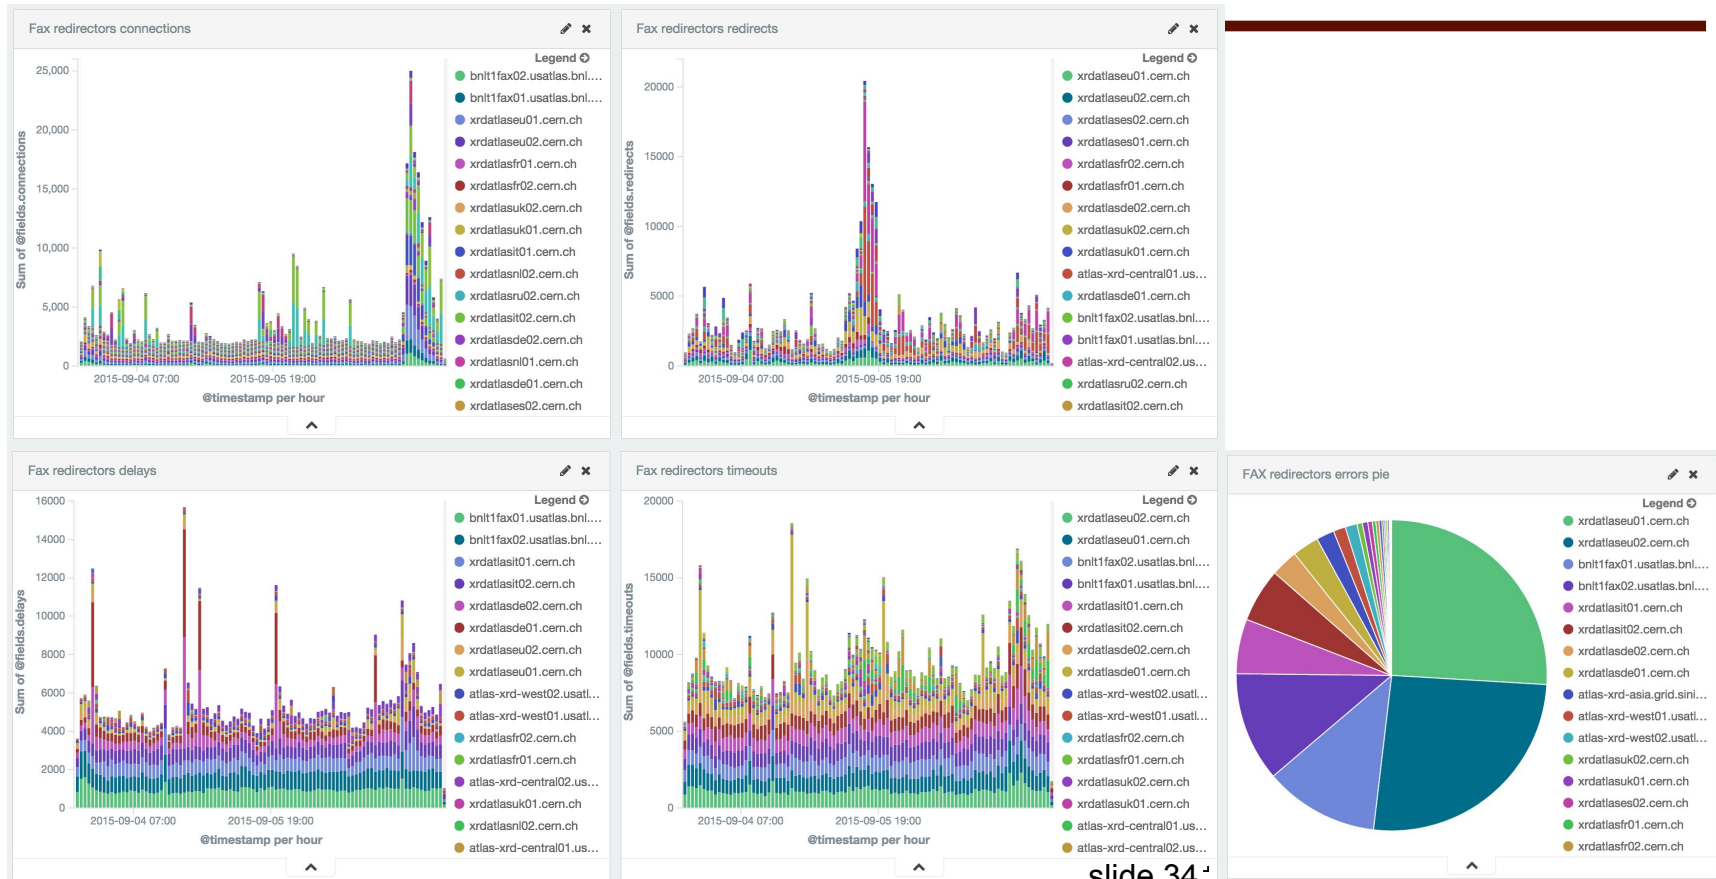 Fax redirectors connections
Legend
25,000
20,000
15,000
10,000
5,000
0
Sum of @fields.connections
2015-09-04 07:00
2015-09-05 19:00
@timestamp per hour
bnlt1fax02.usatlas.bnl....
bnlt1fax01.usatlas.bnl....
xrdatlaseu01.cern.ch
xrdatlaseu02.cern.ch
xrdatlasfr01.cern.ch
xrdatlasfr02.cern.ch
xrdatlasuk02.cern.ch
xrdatlasuk01.cern.ch
xrdatlasit01.cern.ch
xrdatlasnl02.cern.ch
xrdatlasru02.cern.ch
xrdatlasit02.cern.ch
xrdatlasde02.cern.ch
xrdatlasnl01.cern.ch
xrdatlasde01.cern.ch
xrdatlases02.cern.ch
Fax redirectors redirects
Legend
20000
15000
10000
5000
0
Sum of @fields.redirects
2015-09-04 07:00
2015-09-05 19:00
@timestamp per hour
xrdatlaseu01.cern.ch
xrdatlaseu02.cern.ch
xrdatlases02.cern.ch
xrdatlases01.cern.ch
xrdatlasfr02.cern.ch
xrdatlasfr01.cern.ch
xrdatlasde02.cern.ch
xrdatlasuk02.cern.ch
xrdatlasuk01.cern.ch
atlas-xrd-central01.us...
xrdatlasde01.cern.ch
bnlt1fax02.usatlas.bnl....
bnlt1fax01.usatlas.bnl....
atlas-xrd-central02.us...
xrdatlasru02.cern.ch
xrdatlasit02.cern.ch
Fax redirectors delays
Legend
16000
14000
12000
10000
8000
6000
4000
2000
0
Sum of @fields.delays
2015-09-04 07:00
2015-09-05 19:00
@timestamp per hour
bnlt1fax01.usatlas.bnl....
bnlt1fax02.usatlas.bnl....
xrdatlasit01.cern.ch
xrdatlasit02.cern.ch
xrdatlasde02.cern.ch
xrdatlasde01.cern.ch
xrdatlaseu02.cern.ch
xrdatlaseu01.cern.ch
atlas-xrd-west02.usatl...
atlas-xrd-west01.usatl...
xrdatlasfr02.cern.ch
xrdatlasfr01.cern.ch
atlas-xrd-central02.us...
xrdatlasuk01.cern.ch
xrdatlasnl02.cern.ch
atlas-xrd-central01.us...
Fax redirectors timeouts
Legend
20000
15000
10000
5000
0
Sum of @fields.timeouts
2015-09-04 07:00
2015-09-05 19:00
@timestamp per hour
xrdatlaseu02.cern.ch
xrdatlaseu01.cern.ch
bnlt1fax02.usatlas.bnl....
bnlt1fax01.usatlas.bnl....
xrdatlasit01.cern.ch
xrdatlasit02.cern.ch
xrdatlasde02.cern.ch
xrdatlasde01.cern.ch
atlas-xrd-west02.usatl...
atlas-xrd-west01.usatl...
xrdatlasfr02.cern.ch
xrdatlasfr01.cern.ch
xrdatlasuk02.cern.ch
xrdatlasuk01.cern.ch
atlas-xrd-central01.us...
atlas-xrd-central02.us...
FAX redirectors errors pie
Legend
xrdatlaseu01.cern.ch
xrdatlaseu02.cern.ch
bnlt1fax01.usatlas.bnl....
bnlt1fax02.usatlas.bnl....
xrdatlasit01.cern.ch
xrdatlasit02.cern.ch
xrdatlasde02.cern.ch
xrdatlasde01.cern.ch
atlas-xrd-asia.grid.sini...
atlas-xrd-west01.usatl...
atlas-xrd-west02.usatl...
xrdatlasuk02.cern.ch
xrdatlasuk01.cern.ch
xrdatlases02.cern.ch
xrdatlasfr01.cern.ch
xrdatlasfr02.cern.ch
slide 34